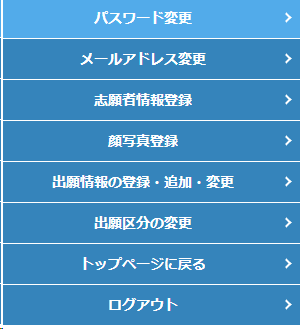 パスワード変更
メールアドレス変更
志願者情報登録
顔写真登録
出願情報の登録・追加・変更
出願区分の変更
トップページに戻る
ログアウト